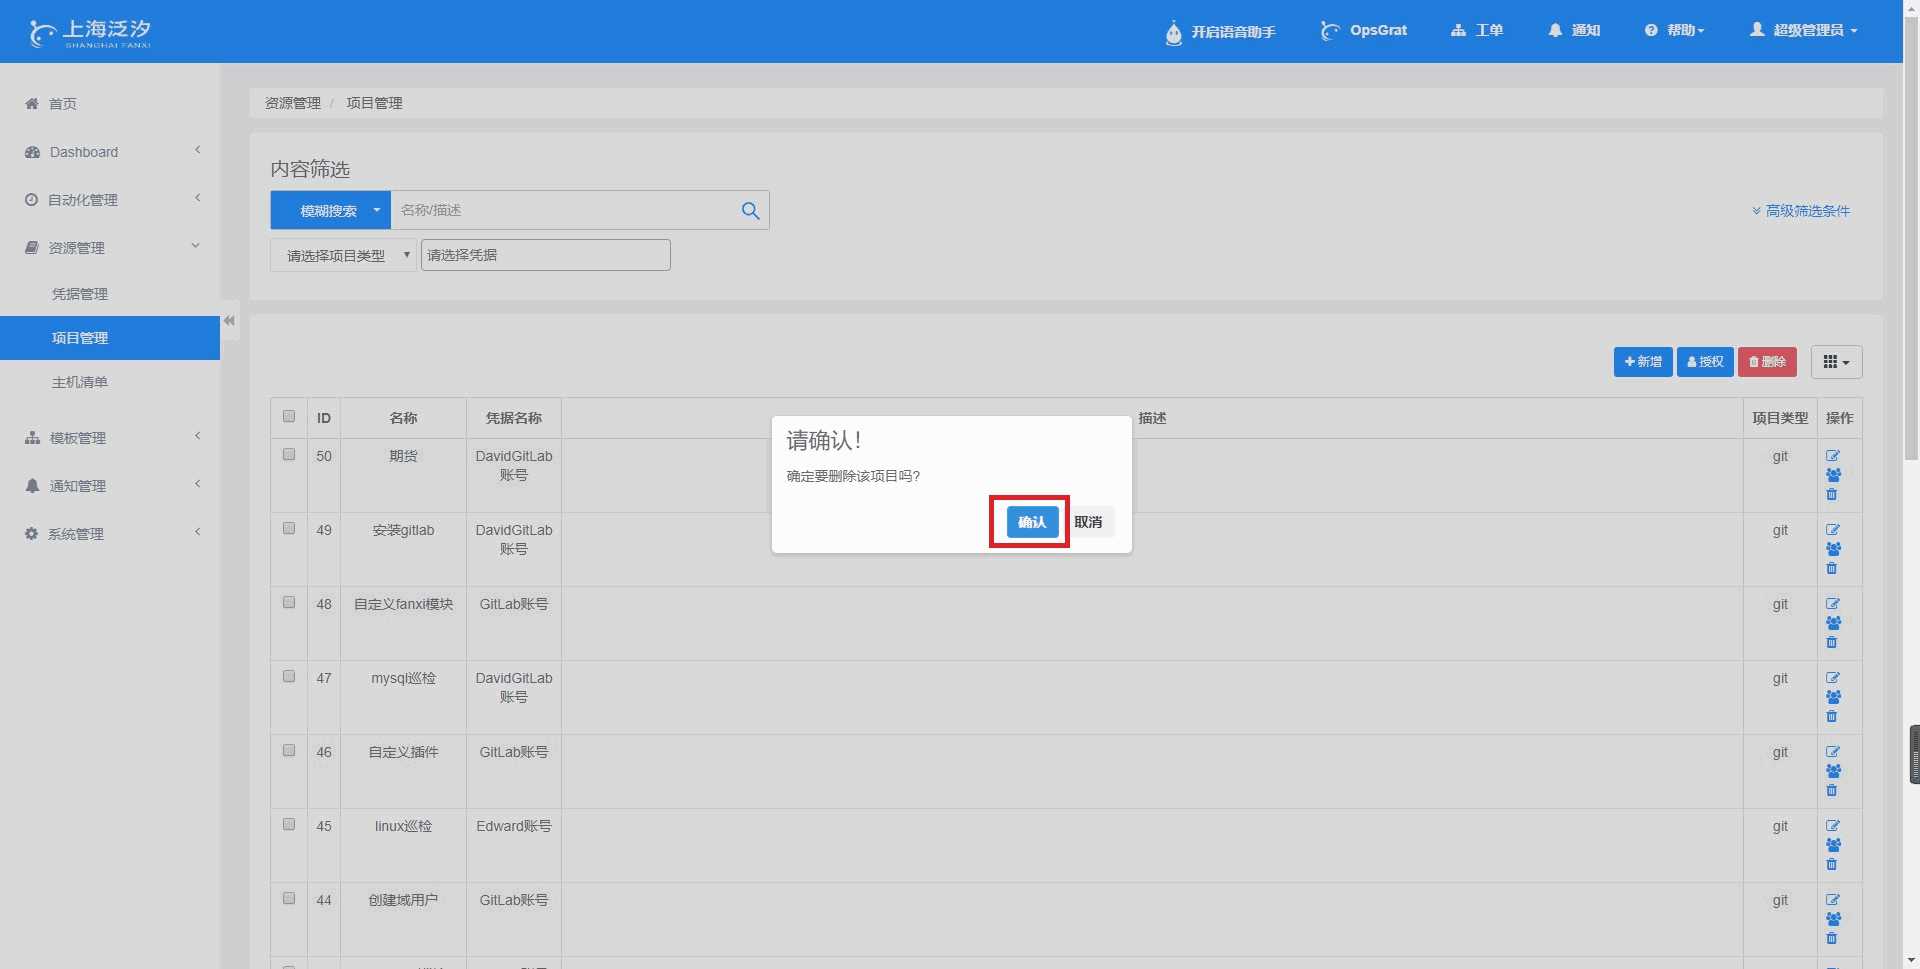 上海泛汐
SHANGHAI FANXI
开启语音助手
OpsGrat
工单
通知
帮助
超级管理员
首页
Dashboard
自动化管理
资源管理
凭据管理
项目管理
主机清单
模板管理
通知管理
系统管理
资源管理 / 项目管理
内容筛选
模糊搜索 名称/描述
高级筛选条件
请选择项目类型 请选择凭据
新增 授权 删除
ID 名称 凭据名称 描述 项目类型 操作
50 期货 DavidGitLab账号 git
49 安装gitlab DavidGitLab账号 git
48 自定义fanxi模块 GitLab账号 git
47 mysql巡检 DavidGitLab账号 git
46 自定义插件 GitLab账号 git
45 linux巡检 Edward账号 git
44 创建域用户 GitLab账号 git
请确认！
确定要删除该项目吗?
确认 取消